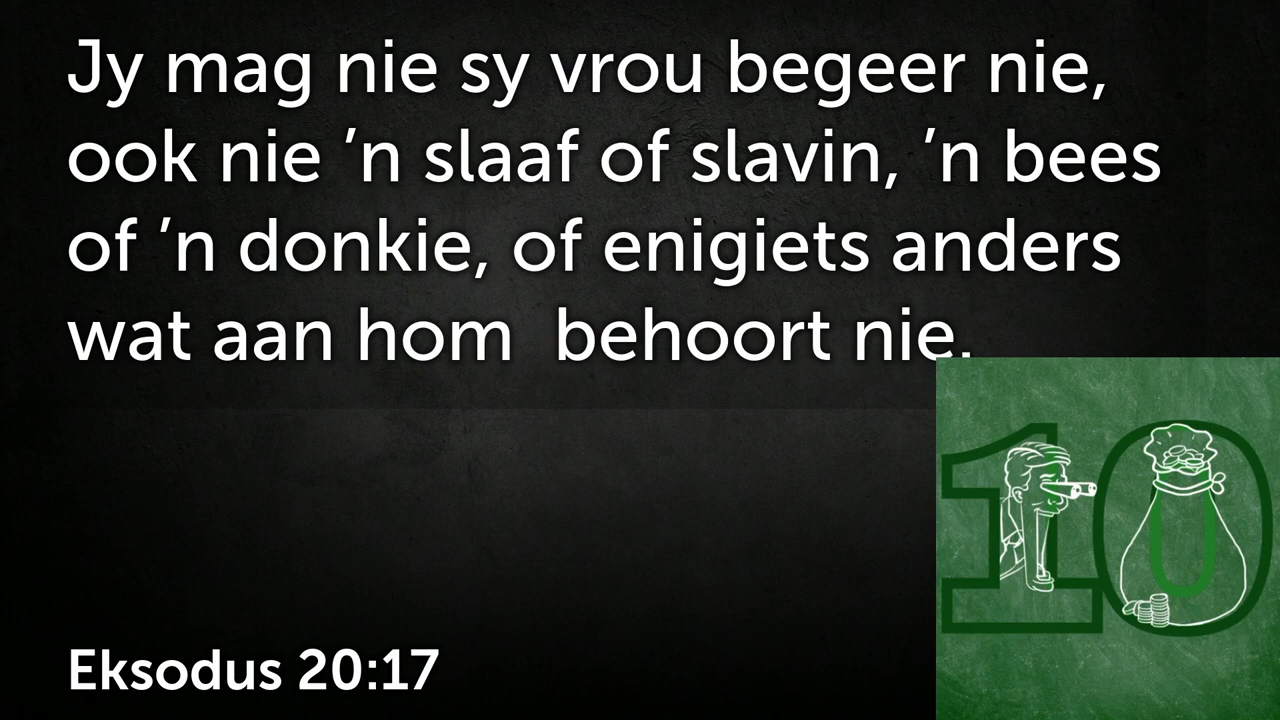 Jy mag nie sy vrou begeer nie,
ook nie ’n slaaf of slavin, ’n bees
of ’n donkie, of enigiets anders
wat aan hom  behoort nie.
10
Eksodus 20:17